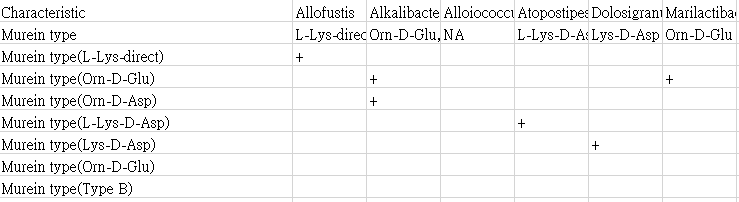 Characteristic Allofustis Alkalibacte Alloiococcu Atopostipes Dolosigranu Marilactiba
Murein type L-Lys-direc Orn-D-Glu, NA L-Lys-D-As Lys-D-Asp Orn-D-Glu
Murein type(L-Lys-direct) +
Murein type(Orn-D-Glu) + +
Murein type(Orn-D-Asp) +
Murein type(L-Lys-D-Asp) +
Murein type(Lys-D-Asp) +
Murein type(Orn-D-Glu)
Murein type(Type B)